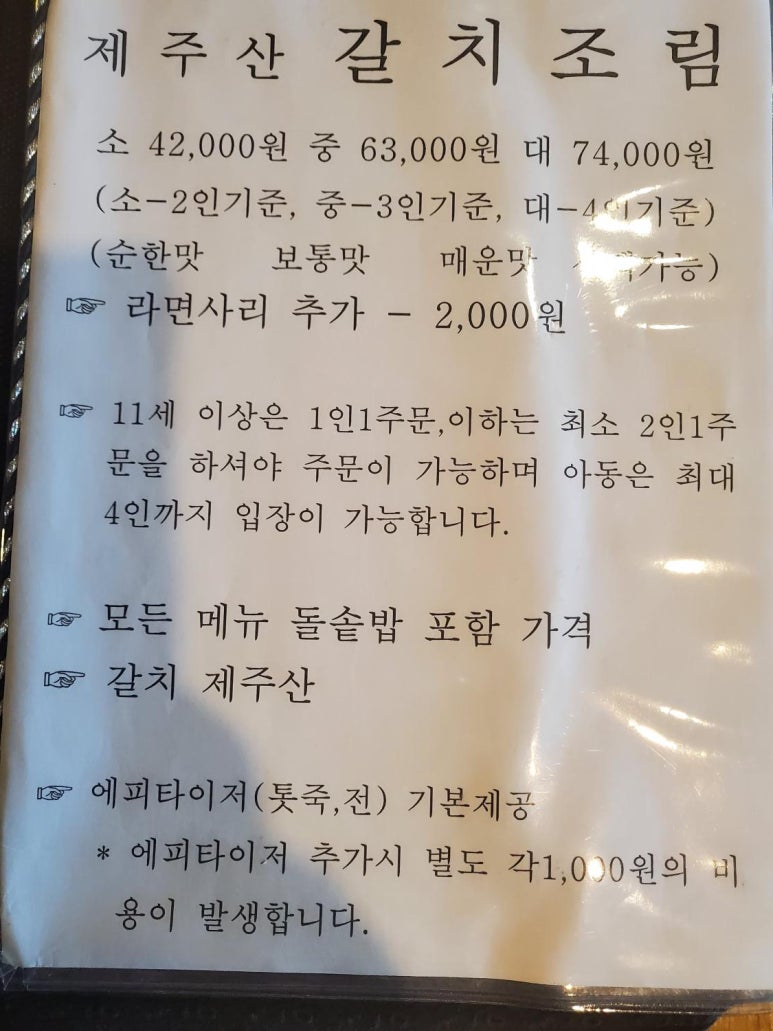 제 주 산 갈 치 조 림
소 42,000원 중 63,000원 대 74,000원
(소-2인기준, 중-3인기준, 대-4인기준)
(순한맛 보통맛 매운맛
☞ 라면사리 추가 - 2,000원
☞ 11세 이상은 1인1주문,이하는 최소 2인1주
문을 하셔야 주문이 가능하며 아동은 최대
4인까지 입장이 가능합니다.
☞ 모든 메뉴 돌솥밥 포함 가격
☞ 갈치 제주산
☞ 에피타이저(톳죽,전) 기본제공
* 에피타이저 추가시 별도 각1,000원의 비
용이 발생합니다.